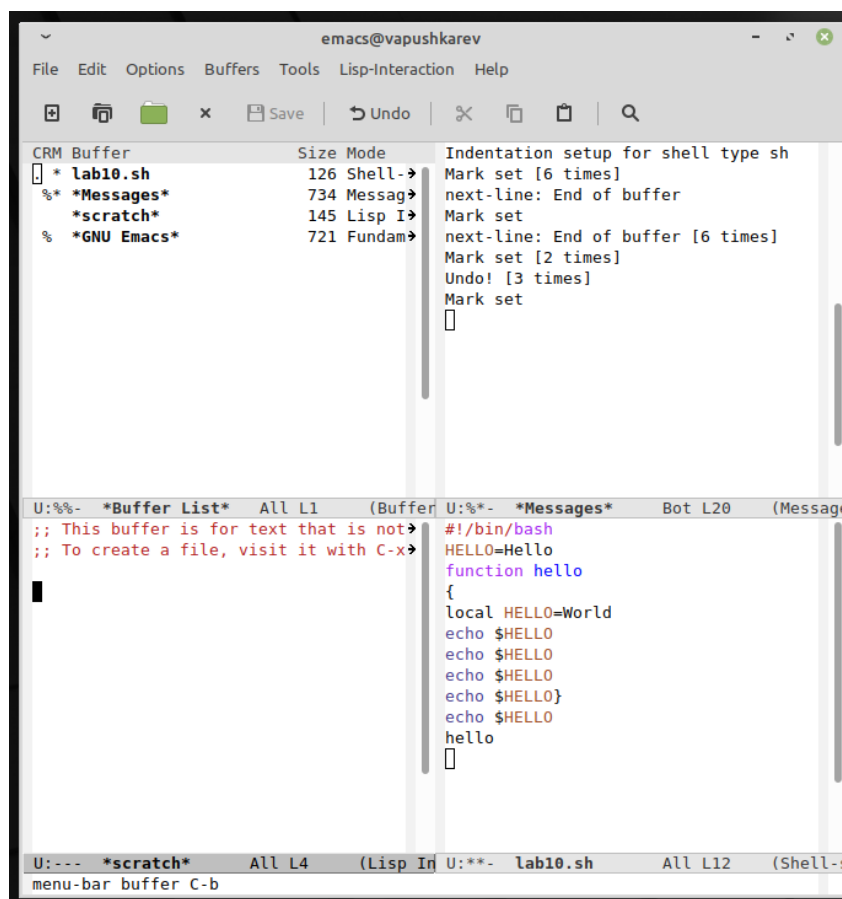 emacs@vapushkarev
File Edit Options Buffers Tools Lisp-Interaction Help
Save Undo
CRM Buffer Size Mode
. * lab10.sh 126 Shell-
%* *Messages* 734 Messag
*scratch* 145 Lisp I
% *GNU Emacs* 721 Fundam
U:%%- *Buffer List* All L1 (Buffer
Indentation setup for shell type sh
Mark set [6 times]
next-line: End of buffer
Mark set
next-line: End of buffer [6 times]
Mark set [2 times]
Undo! [3 times]
Mark set
U:%*- *Messages* Bot L20 (Message
;; This buffer is for text that is not
;; To create a file, visit it with C-x
U:--- *scratch* All L4 (Lisp In
#!/bin/bash
HELLO=Hello
function hello
{
local HELLO=World
echo $HELLO
echo $HELLO
echo $HELLO
echo $HELLO}
echo $HELLO
hello
U:**- lab10.sh All L12 (Shell-s
menu-bar buffer C-b